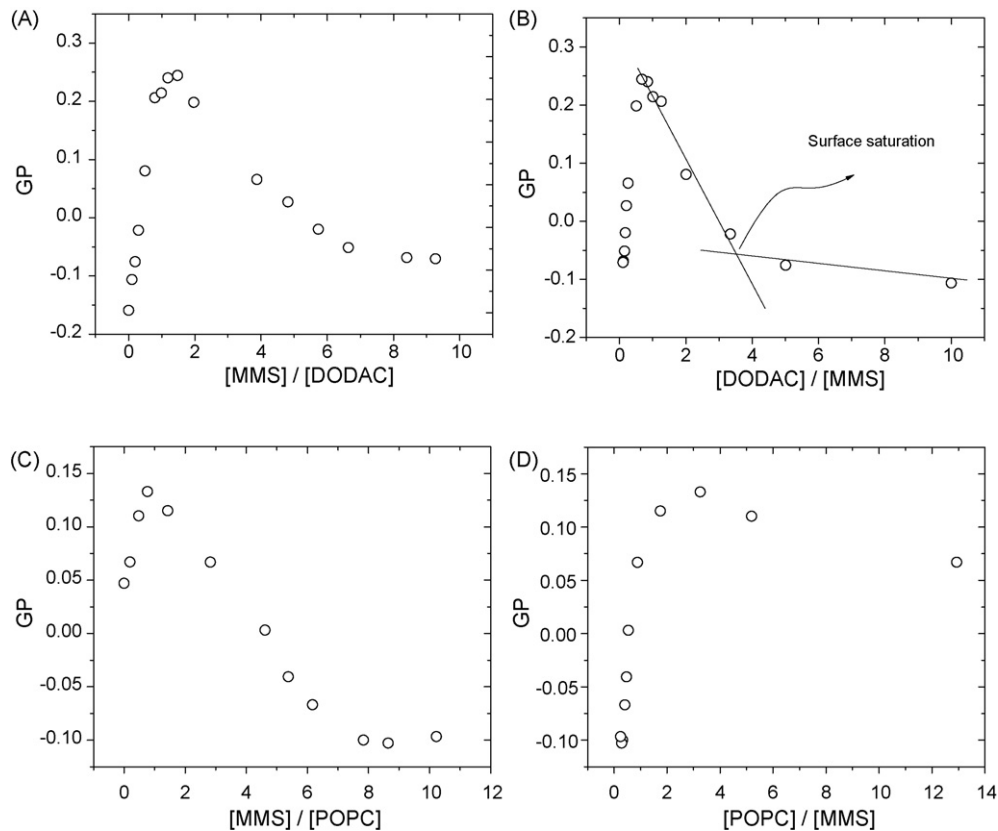 (A)
0.3
0.2
0.1
0.0
-0.1
-0.2
GP
0 2 4 6 8 10
[MMS] / [DODAC]
(B)
0.3
0.2
0.1
0.0
-0.1
-0.2
GP
Surface saturation
0 2 4 6 8 10
[DODAC] / [MMS]
(C)
0.15
0.10
0.05
0.00
-0.05
-0.10
GP
0 2 4 6 8 10 12
[MMS] / [POPC]
(D)
0.15
0.10
0.05
0.00
-0.05
-0.10
GP
0 2 4 6 8 10 12 14
[POPC] / [MMS]